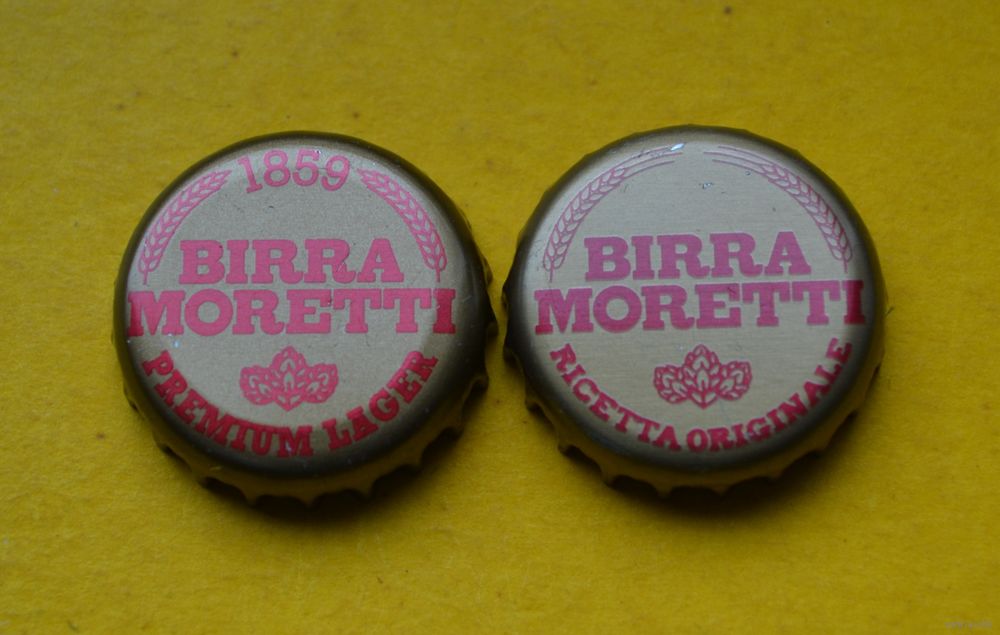 1859
BIRRA
MORETTI
PREMIUM LAGER
BIRRA
MORETTI
RICETTA ORIGINALE